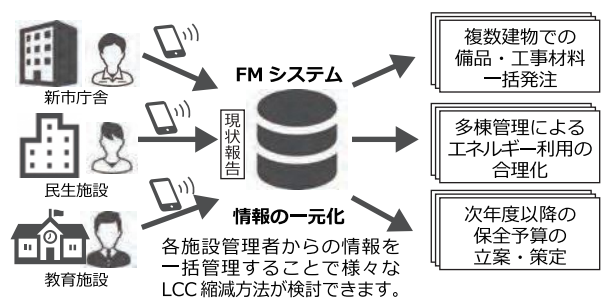 新市庁舎
民生施設
教育施設
FMシステム
現状報告
情報の一元化
各施設管理者からの情報を
一括管理することで様々な
LCC縮減方法が検討できます。
複数建物での
備品・工事材料
一括発注
多棟管理による
エネルギー利用の
合理化
次年度以降の
保全予算の
立案・策定